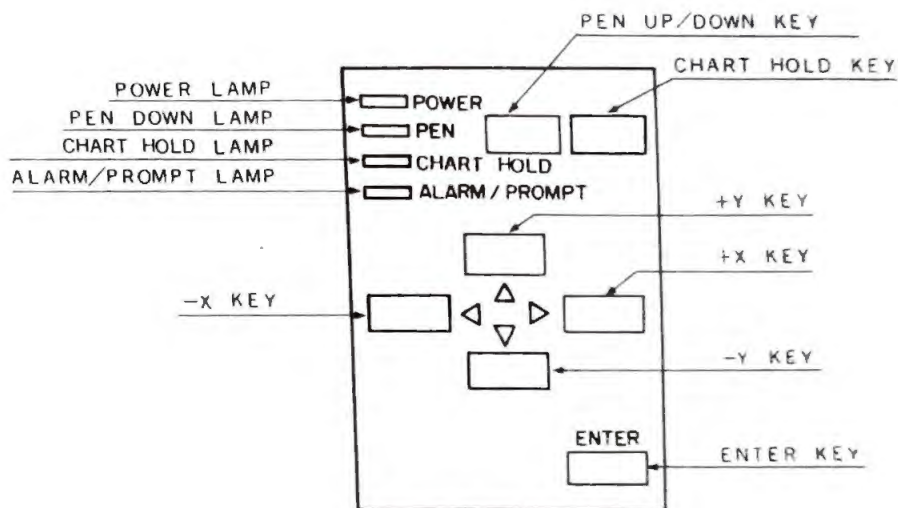 PEN UP/DOWN KEY
CHART HOLD KEY
POWER LAMP
POWER
PEN DOWN LAMP
PEN
CHART HOLD LAMP
CHART HOLD
ALARM/PROMPT LAMP
ALARM/PROMPT
+Y KEY
+X KEY
-X KEY
-Y KEY
ENTER
ENTER KEY